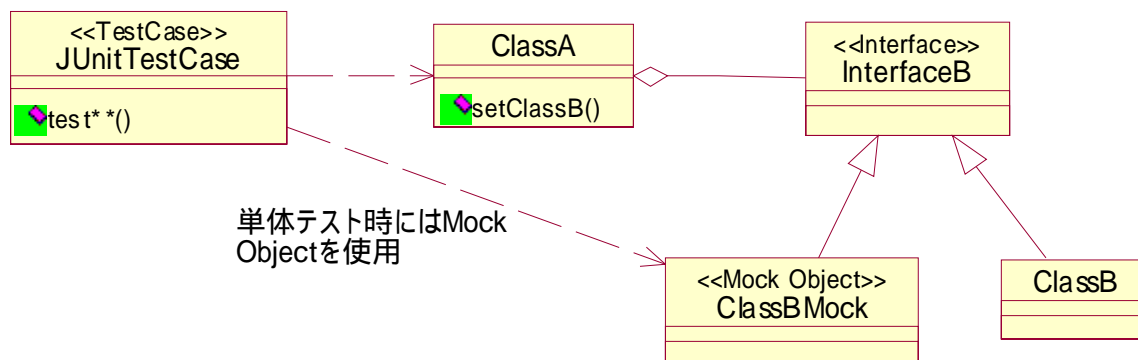 <<TestCase>>
JUnitTestCase
test**()
ClassA
setClassB()
<<Interface>>
InterfaceB
単体テスト時にはMock
Objectを使用
<<Mock Object>>
ClassBMock
ClassB